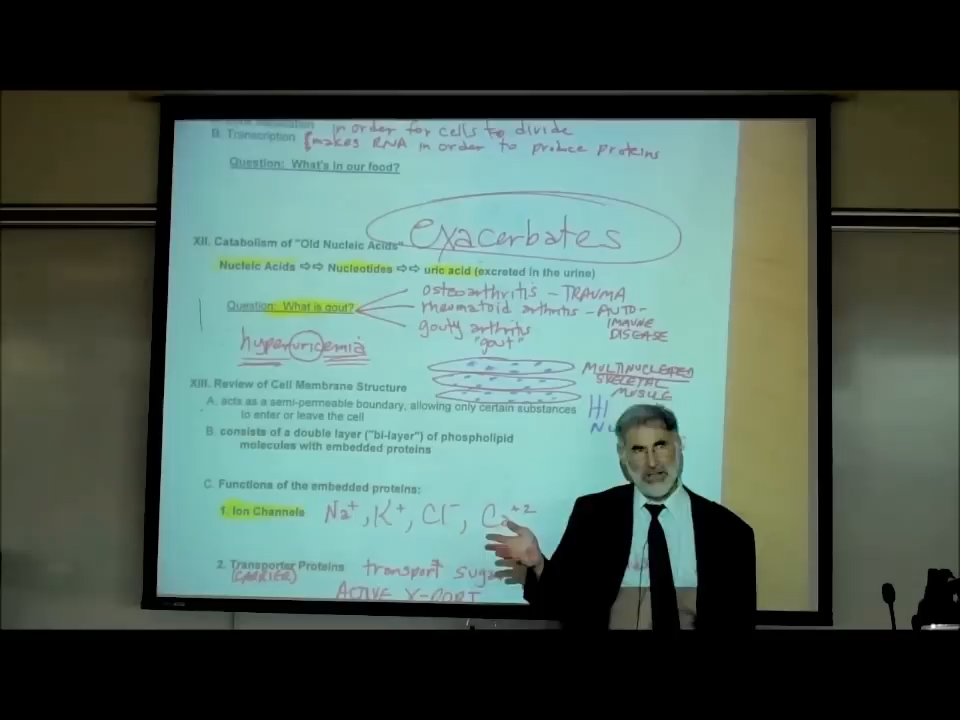 in order for cells to divide
B. Transcription (makes RNA in order to produce proteins
Question: What's in our food?
exacerbates
XII. Catabolism of "Old Nucleic Acids"
Nucleic Acids ⇨⇨ Nucleotides ⇨⇨ uric acid (excreted in the urine)
osteoarthritis - TRAUMA
Question: What is gout?
rheumatoid arthritis - AUTO-
IMMUNE
DISEASE
gouty arthritis
"gout"
hyperuricemia
MULTINUCLEATED
SKELETAL
MUSCLE
XIII. Review of Cell Membrane Structure
A. acts as a semi-permeable boundary, allowing only certain substances
to enter or leave the cell
HI
B. consists of a double layer ("bi-layer") of phospholipid
molecules with embedded proteins
C. Functions of the embedded proteins:
1. Ion Channels Na+, K+, Cl-, Ca+2
2. Transporter Proteins transport
(CARRIER)
ACTIVE X-PORT